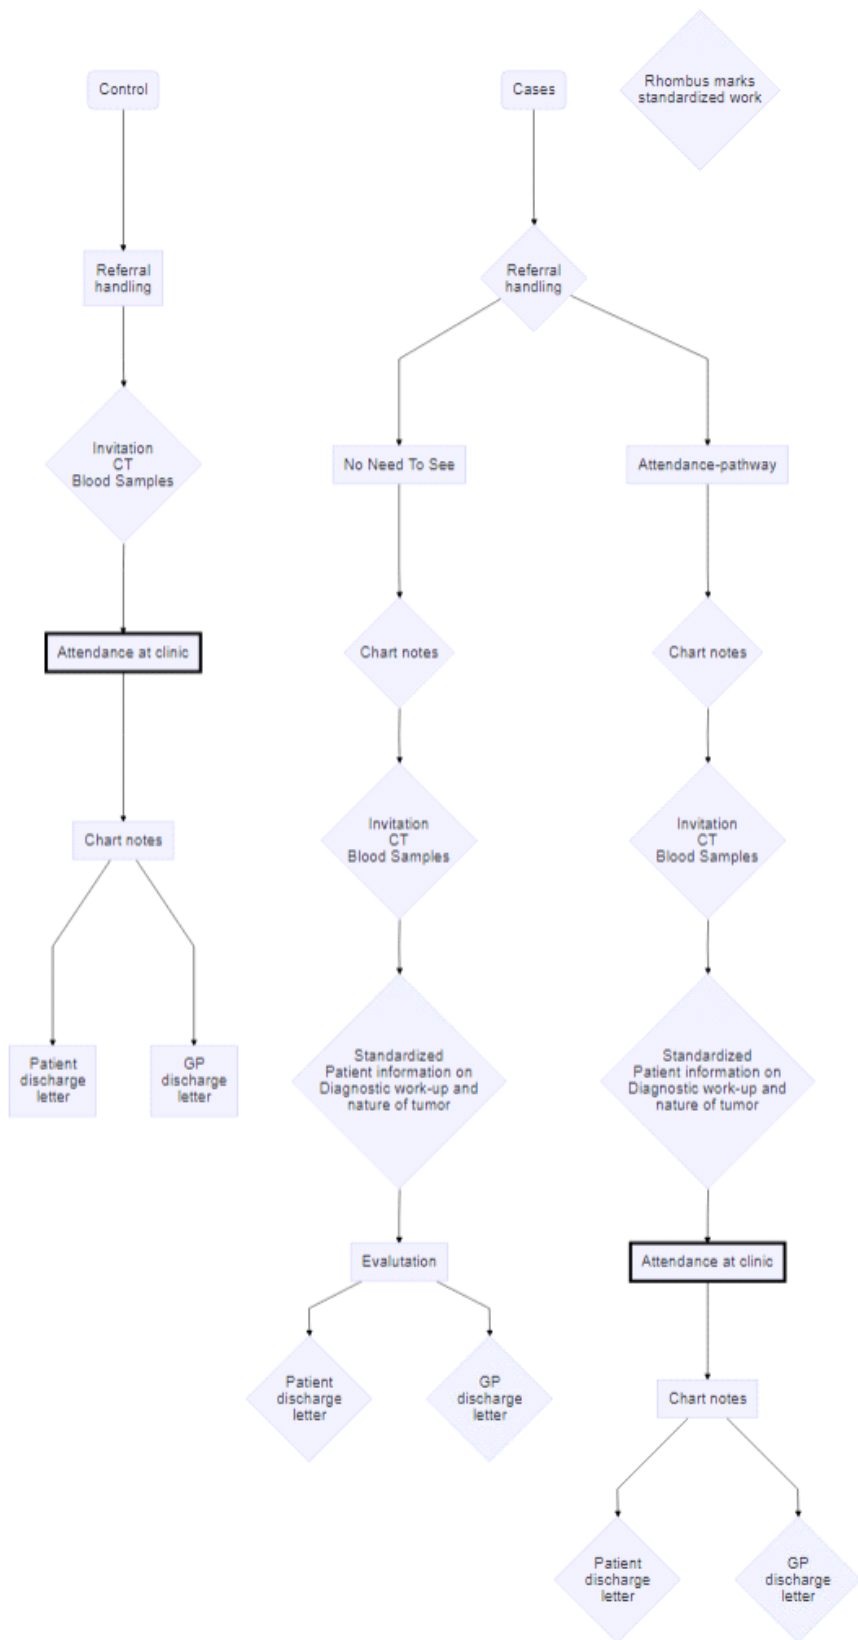 Control
Cases
Rhombus marks
standardized work
Referral
handling
Referral
handling
Invitation
CT
Blood Samples
No Need To See
Attendance-pathway
Attendance at clinic
Chart notes
Chart notes
Chart notes
Invitation
CT
Blood Samples
Invitation
CT
Blood Samples
Patient
discharge
letter
GP
discharge
letter
Standardized
Patient information on
Diagnostic work-up and
nature of tumor
Standardized
Patient information on
Diagnostic work-up and
nature of tumor
Evalutation
Attendance at clinic
Patient
discharge
letter
GP
discharge
letter
Chart notes
Patient
discharge
letter
GP
discharge
letter